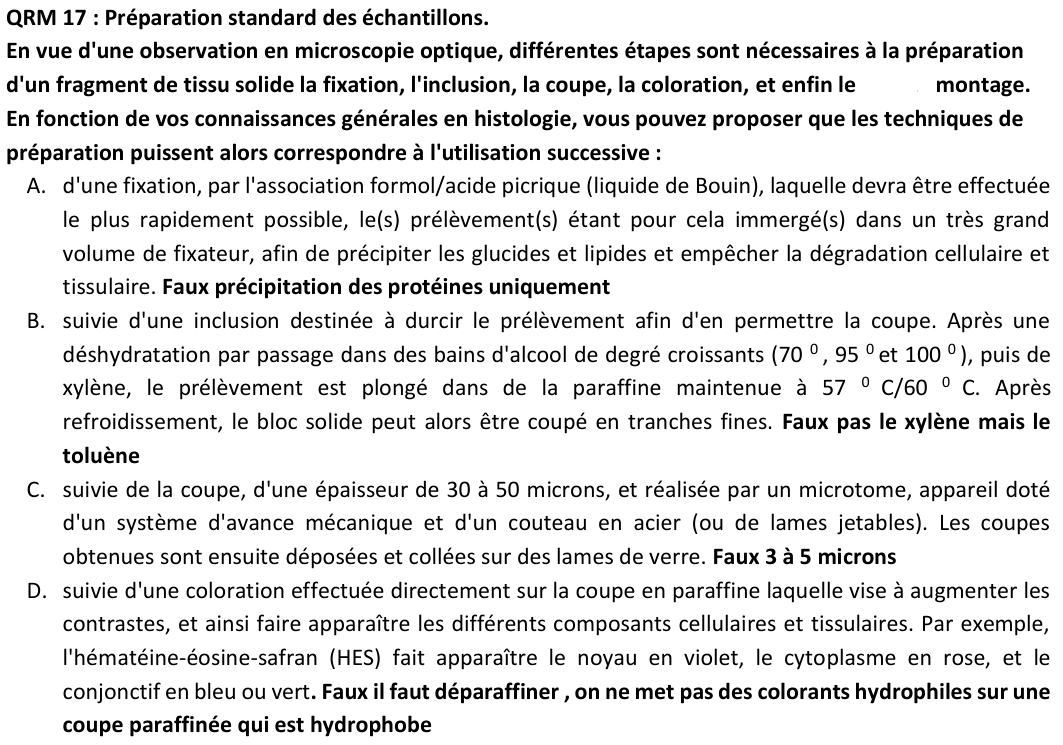 QRM 17 : Préparation standard des échantillons.
En vue d'une observation en microscopie optique, différentes étapes sont nécessaires à la préparation
d'un fragment de tissu solide la fixation, l'inclusion, la coupe, la coloration, et enfin le montage.
En fonction de vos connaissances générales en histologie, vous pouvez proposer que les techniques de
préparation puissent alors correspondre à l'utilisation successive :
A. d'une fixation, par l'association formol/acide picrique (liquide de Bouin), laquelle devra être effectuée
le plus rapidement possible, le(s) prélèvement(s) étant pour cela immergé(s) dans un très grand
volume de fixateur, afin de précipiter les glucides et lipides et empêcher la dégradation cellulaire et
tissulaire. Faux précipitation des protéines uniquement
B. suivie d'une inclusion destinée à durcir le prélèvement afin d'en permettre la coupe. Après une
déshydratation par passage dans des bains d'alcool de degré croissants (70 ⁰ , 95 ⁰ et 100 ⁰ ), puis de
xylène, le prélèvement est plongé dans de la paraffine maintenue à 57 ⁰ C/60 ⁰ C. Après
refroidissement, le bloc solide peut alors être coupé en tranches fines. Faux pas le xylène mais le
toluène
C. suivie de la coupe, d'une épaisseur de 30 à 50 microns, et réalisée par un microtome, appareil doté
d'un système d'avance mécanique et d'un couteau en acier (ou de lames jetables). Les coupes
obtenues sont ensuite déposées et collées sur des lames de verre. Faux 3 à 5 microns
D. suivie d'une coloration effectuée directement sur la coupe en paraffine laquelle vise à augmenter les
contrastes, et ainsi faire apparaître les différents composants cellulaires et tissulaires. Par exemple,
l'hématéine-éosine-safran (HES) fait apparaître le noyau en violet, le cytoplasme en rose, et le
conjonctif en bleu ou vert. Faux il faut déparaffiner , on ne met pas des colorants hydrophiles sur une
coupe paraffinée qui est hydrophobe